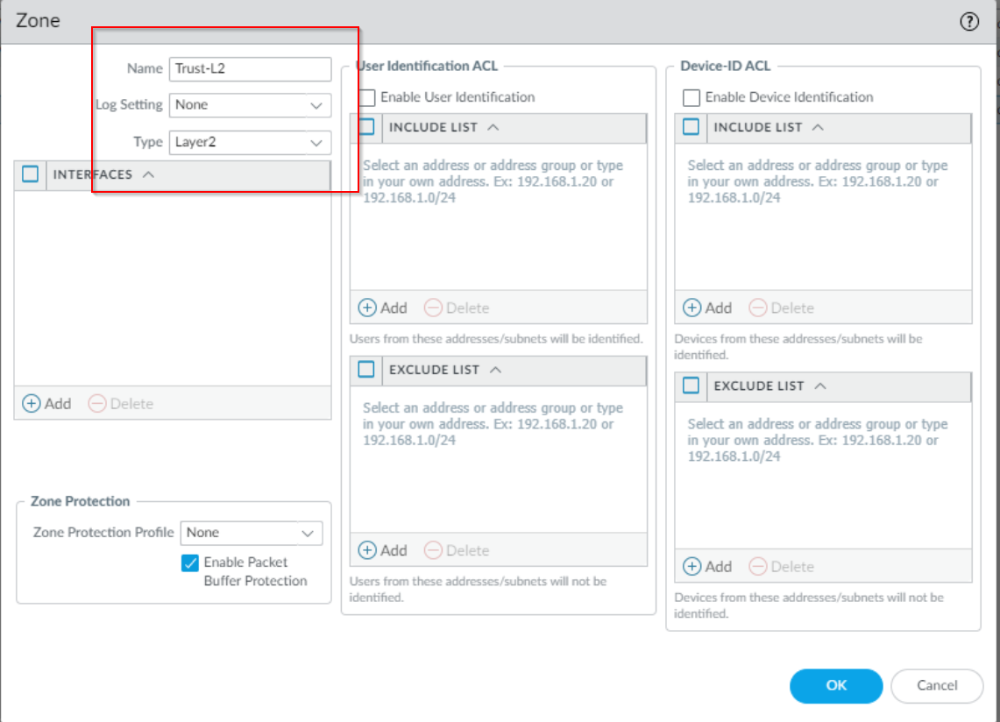 Zone
Name Trust-L2
Log Setting None
Type Layer2
INTERFACES
Add Delete
Zone Protection
Zone Protection Profile None
Enable Packet
Buffer Protection
User Identification ACL
Enable User Identification
INCLUDE LIST
Select an address or address group or type
in your own address. Ex: 192.168.1.20 or
192.168.1.0/24
Add Delete
Users from these addresses/subnets will be identified.
EXCLUDE LIST
Select an address or address group or type
in your own address. Ex: 192.168.1.20 or
192.168.1.0/24
Add Delete
Users from these addresses/subnets will not be
identified.
Device-ID ACL
Enable Device Identification
INCLUDE LIST
Select an address or address group or type
in your own address. Ex: 192.168.1.20 or
192.168.1.0/24
Add Delete
Devices from these addresses/subnets will be
identified.
EXCLUDE LIST
Select an address or address group or type
in your own address. Ex: 192.168.1.20 or
192.168.1.0/24
Add Delete
Devices from these addresses/subnets will not be
identified.
OK Cancel